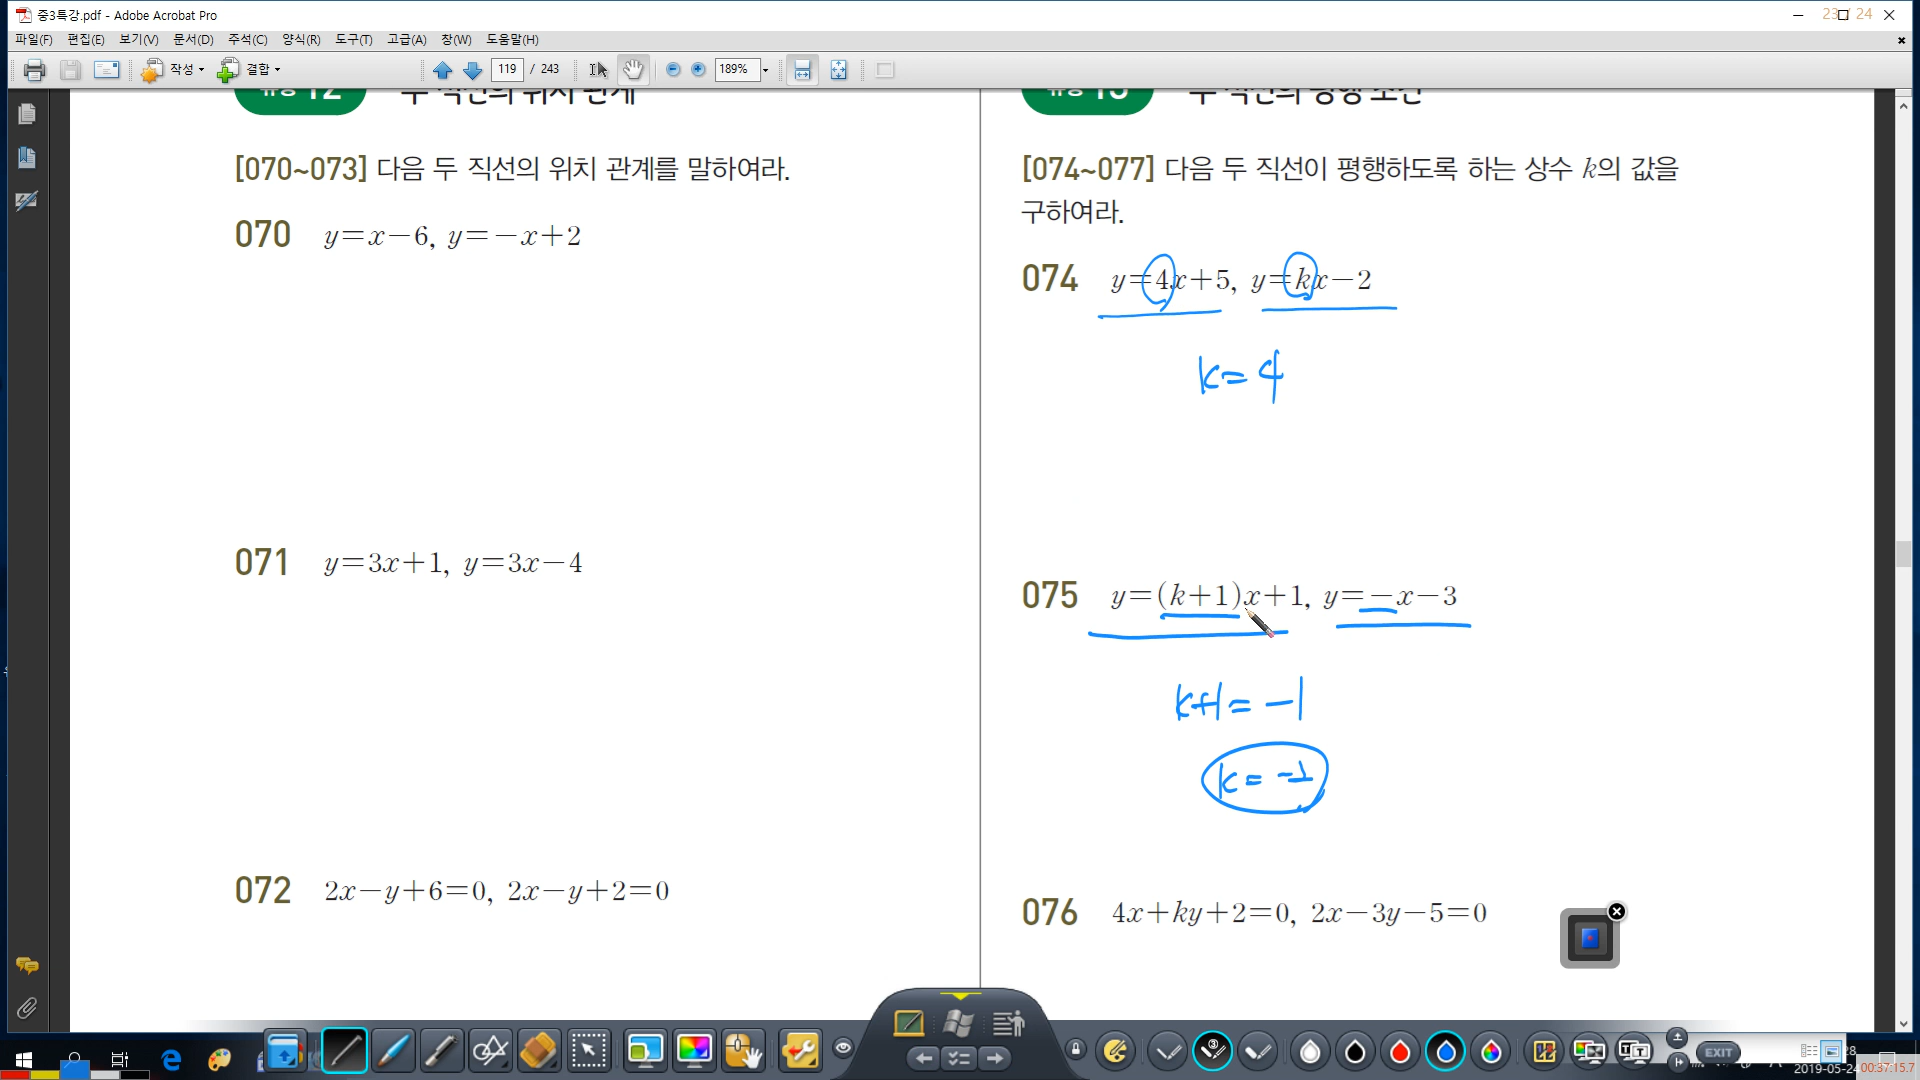 중3특강.pdf - Adobe Acrobat Pro
23 / 24
파일(F) 편집(E) 보기(V) 문서(D) 주석(C) 양식(R) 도구(T) 고급(A) 창(W) 도움말(H)
작성 결합 119 / 243 189%
[070~073] 다음 두 직선의 위치 관계를 말하여라.
070 y=x-6, y=-x+2
071 y=3x+1, y=3x-4
072 2x-y+6=0, 2x-y+2=0
[074~077] 다음 두 직선이 평행하도록 하는 상수 k의 값을
구하여라.
074 y=4x+5, y=kx-2
k=4
075 y=(k+1)x+1, y=-x-3
k+1=-1
k=-2
076 4x+ky+2=0, 2x-3y-5=0
EXIT
2019-05-24
00:37:15.7